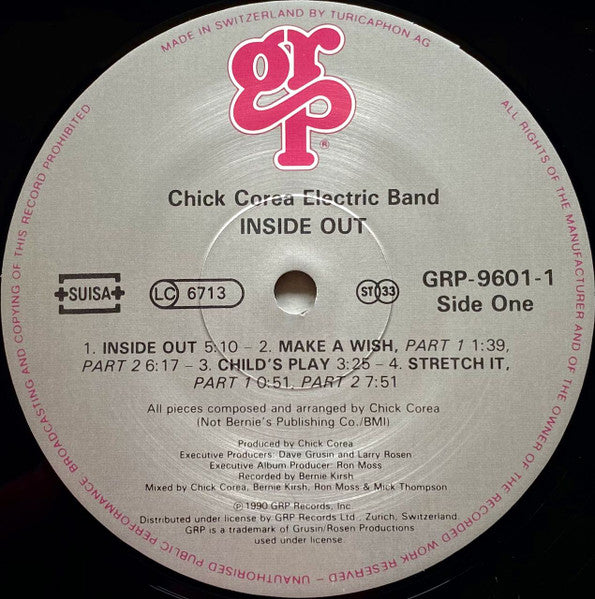 MADE IN SWITZERLAND BY TURICAPHON AG
grp®
Chick Corea Electric Band
INSIDE OUT
+SUISA+
LC 6713
ST 33
GRP-9601-1
Side One
1. INSIDE OUT 5:10 – 2. MAKE A WISH, PART 1 1:39,
PART 2 6:17 – 3. CHILD'S PLAY 3:25 – 4. STRETCH IT,
PART 1 0:51, PART 2 7:51
All pieces composed and arranged by Chick Corea
(Not Bernie's Publishing Co./BMI)
Produced by Chick Corea
Executive Producers: Dave Grusin and Larry Rosen
Executive Album Producer: Ron Moss
Recorded by Bernie Kirsh
Mixed by Chick Corea, Bernie Kirsh, Ron Moss & Mick Thompson
℗ 1990 GRP Records, Inc.
Distributed under license by GRP Records Ltd., Zurich, Switzerland.
GRP is a trademark of Grusin/Rosen Productions
used under license.
ALL RIGHTS OF THE MANUFACTURER AND OF THE OWNER OF THE RECORDED WORK RESERVED – UNAUTHORISED PUBLIC PERFORMANCE BROADCASTING AND COPYING OF THIS RECORD PROHIBITED